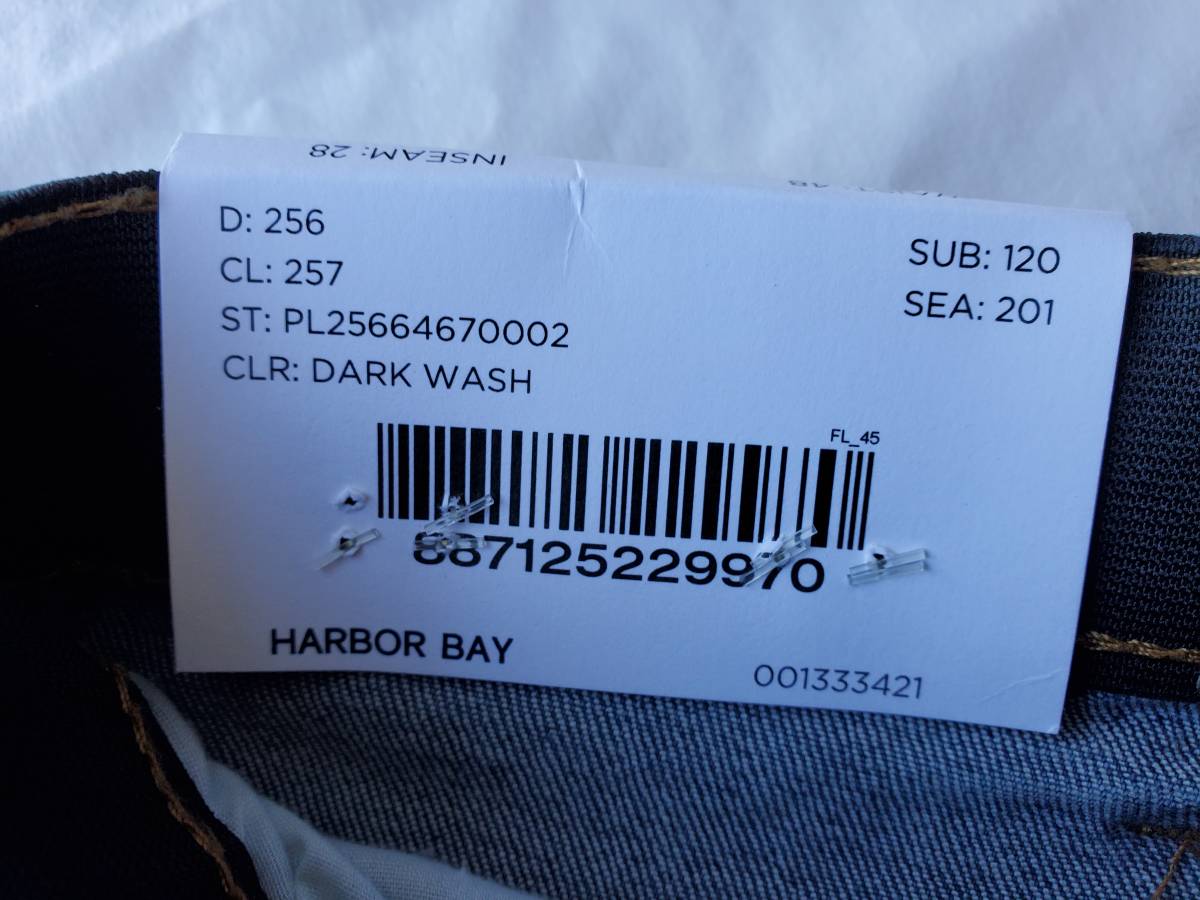 INSEAM: 28
D: 256
SUB: 120
CL: 257
SEA: 201
ST: PL25664670002
CLR: DARK WASH
FL_45
887125229970
HARBOR BAY
001333421